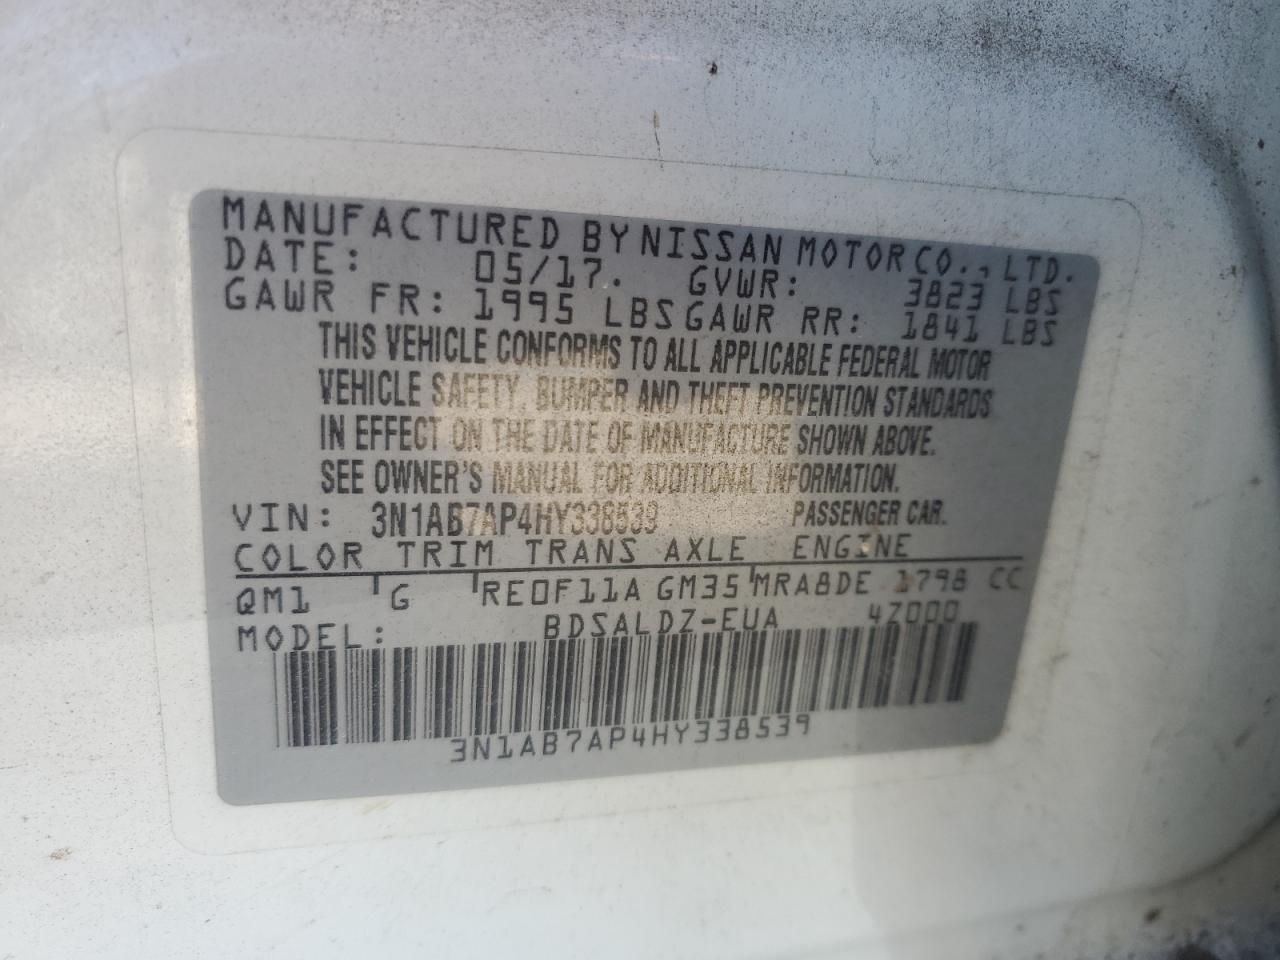 MANUFACTURED BY NISSAN MOTOR CO., LTD.
DATE: 05/17. GVWR: 3823 LBS
GAWR FR: 1995 LBS GAWR RR: 1841 LBS
THIS VEHICLE CONFORMS TO ALL APPLICABLE FEDERAL MOTOR
VEHICLE SAFETY, BUMPER AND THEFT PREVENTION STANDARDS
IN EFFECT ON THE DATE OF MANUFACTURE SHOWN ABOVE.
SEE OWNER'S MANUAL FOR ADDITIONAL INFORMATION.
VIN: 3N1AB7AP4HY338539 PASSENGER CAR.
COLOR TRIM TRANS AXLE ENGINE
QM1 G RE0F11A GM35 MRA8DE 1798 CC
MODEL: BDSALDZ-EUA 4Z000
3N1AB7AP4HY338539